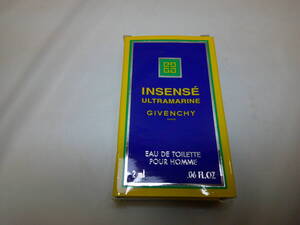 INSENSÉ
ULTRAMARINE
GIVENCHY
PARIS
EAU DE TOILETTE
POUR HOMME
2 ml .06 FL.OZ